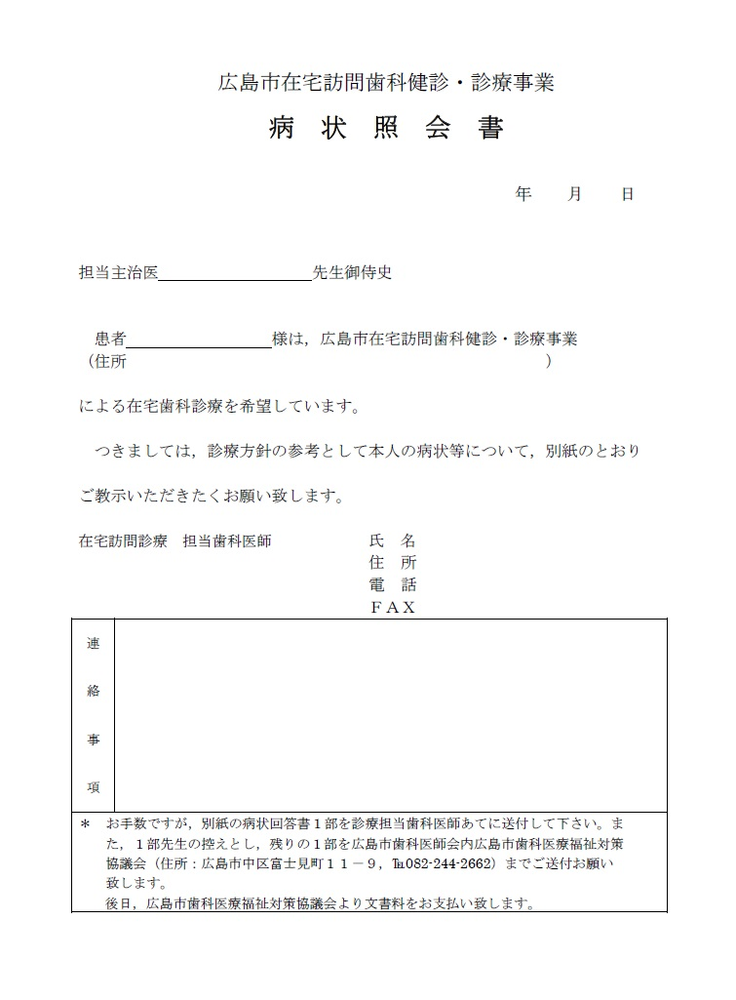 広島市在宅訪問歯科健診・診療事業
病 状 照 会 書
年 月 日
担当主治医__________先生御侍史
患者__________様は，広島市在宅訪問歯科健診・診療事業
（住所 ）
による在宅歯科診療を希望しています。
つきましては，診療方針の参考として本人の病状等について，別紙のとおり
ご教示いただきたくお願い致します。
在宅訪問診療 担当歯科医師 氏 名
住 所
電 話
ＦＡＸ
連絡事項
＊ お手数ですが，別紙の病状回答書１部を診療担当歯科医師あてに送付して下さい。ま
た，１部先生の控えとし，残りの１部を広島市歯科医師会内広島市歯科医療福祉対策
協議会（住所：広島市中区富士見町１１－９，℡082-244-2662）までご送付お願い
致します。
後日，広島市歯科医療福祉対策協議会より文書料をお支払い致します。